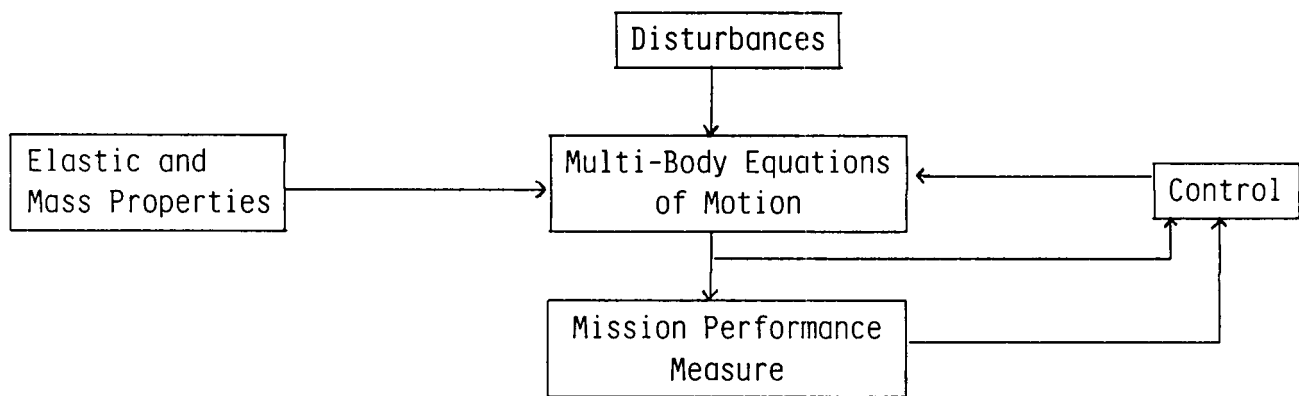 Disturbances
Elastic and
Mass Properties
Multi-Body Equations
of Motion
Control
Mission Performance
Measure